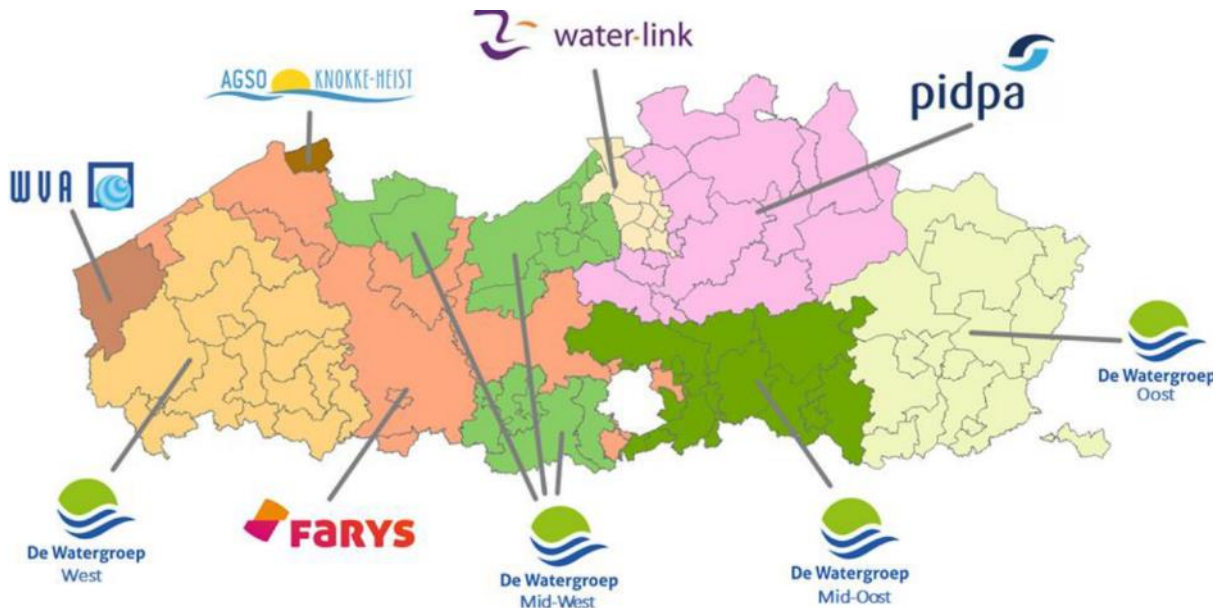 water-link
AGSO KNOKKE-HEIST
pidpa
WVA
De Watergroep
Oost
De Watergroep
West
FARYS
De Watergroep
Mid-West
De Watergroep
Mid-Oost